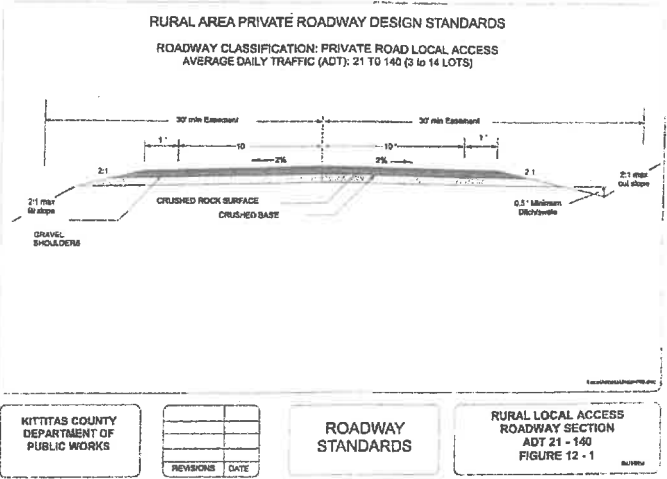 RURAL AREA PRIVATE ROADWAY DESIGN STANDARDS
ROADWAY CLASSIFICATION: PRIVATE ROAD LOCAL ACCESS
AVERAGE DAILY TRAFFIC (ADT): 21 TO 140 (3 to 14 LOTS)
30' min Easement
30' min Easement
1'
10
10'
1'
2%
2%
2:1
2:1
2:1 max
fill slope
2:1 max
cut slope
CRUSHED ROCK SURFACE
CRUSHED BASE
0.5' Minimum
Ditch/swale
GRAVEL
SHOULDERS
KITTITAS COUNTY
DEPARTMENT OF
PUBLIC WORKS
REVISIONS
DATE
ROADWAY
STANDARDS
RURAL LOCAL ACCESS
ROADWAY SECTION
ADT 21 - 140
FIGURE 12 - 1